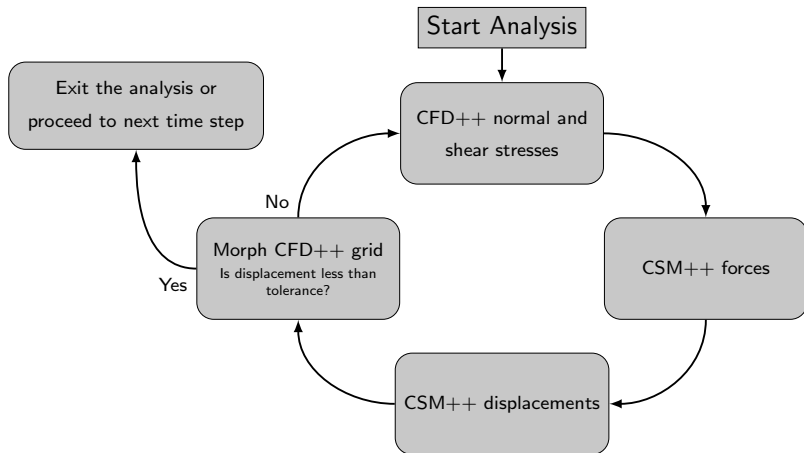 Start Analysis
Exit the analysis or
proceed to next time step
CFD++ normal and
shear stresses
No
Morph CFD++ grid
Is displacement less than
tolerance?
Yes
CSM++ forces
CSM++ displacements